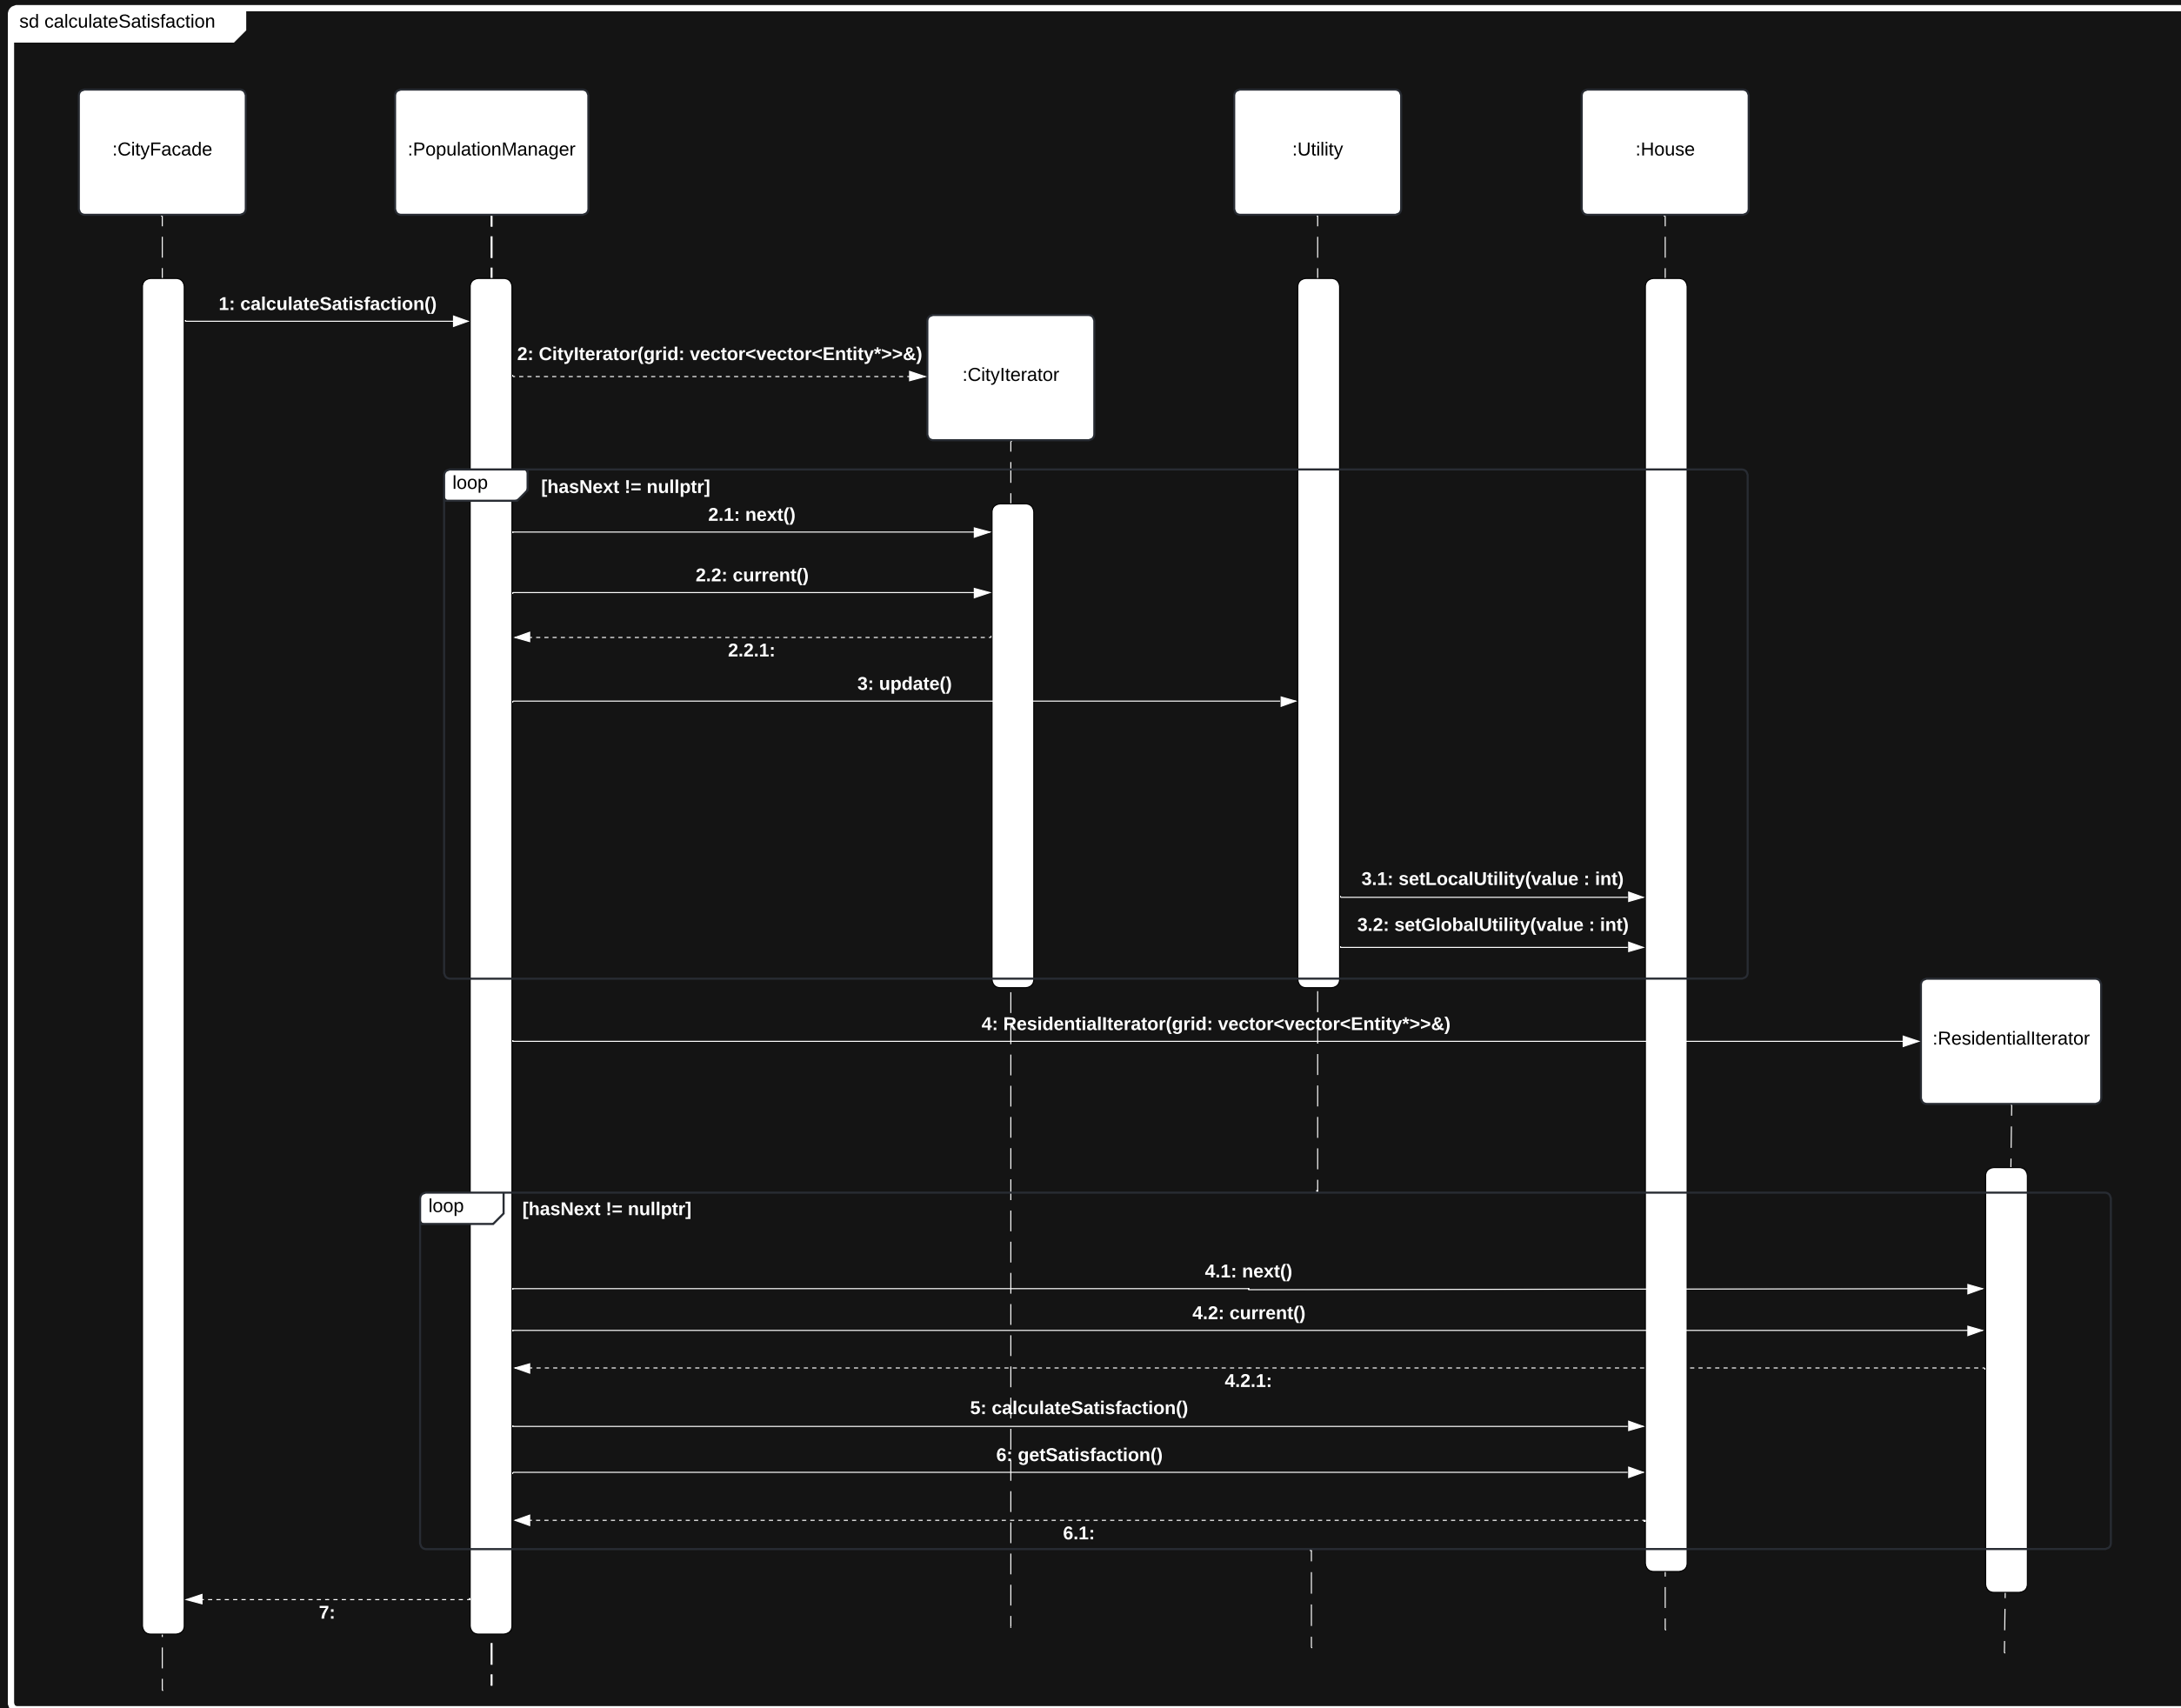 sd calculateSatisfaction
:CityFacade
:PopulationManager
:Utility
:House
1: calculateSatisfaction()
2: CityIterator(grid: vector<vector<Entity*>>&)
:CityIterator
loop
[hasNext != nullptr]
2.1: next()
2.2: current()
2.2.1:
3: update()
3.1: setLocalUtility(value : int)
3.2: setGlobalUtility(value : int)
4: ResidentialIterator(grid: vector<vector<Entity*>>&)
:ResidentialIterator
loop
[hasNext != nullptr]
4.1: next()
4.2: current()
4.2.1:
5: calculateSatisfaction()
6: getSatisfaction()
6.1:
7: